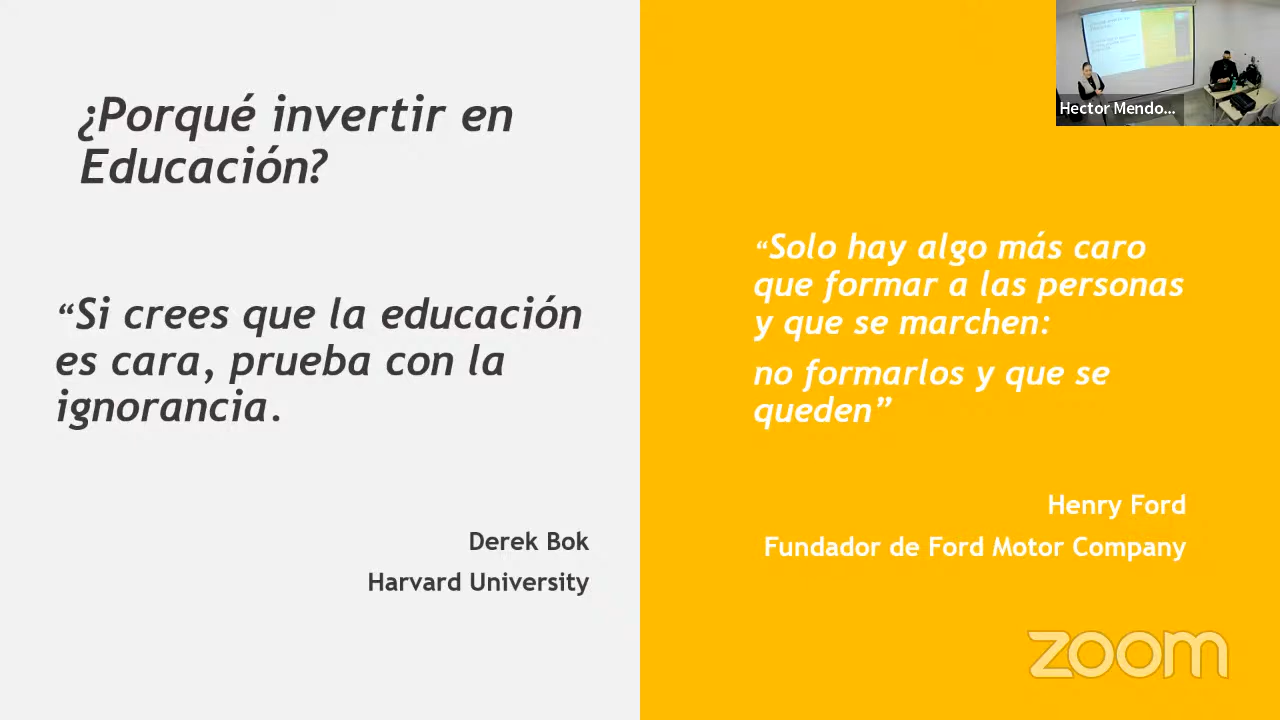 ¿Porqué invertir en
Educación?
“Si crees que la educación
es cara, prueba con la
ignorancia.
Derek Bok
Harvard University
“Solo hay algo más caro
que formar a las personas
y que se marchen:
no formarlos y que se
queden”
Henry Ford
Fundador de Ford Motor Company
Hector Mendo...
zoom